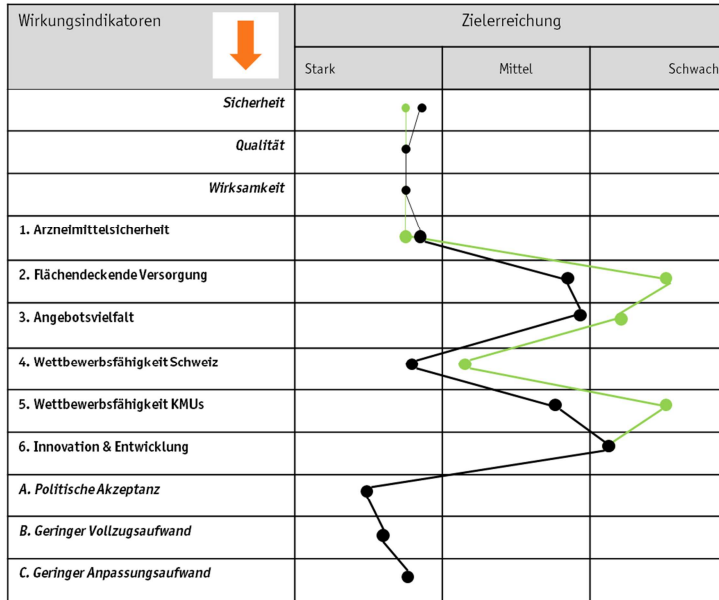 Wirkungsindikatoren
Zielerreichung
Stark
Mittel
Schwach
Sicherheit
Qualität
Wirksamkeit
1. Arzneimittelsicherheit
2. Flächendeckende Versorgung
3. Angebotsvielfalt
4. Wettbewerbsfähigkeit Schweiz
5. Wettbewerbsfähigkeit KMUs
6. Innovation & Entwicklung
A. Politische Akzeptanz
B. Geringer Vollzugsaufwand
C. Geringer Anpassungsaufwand